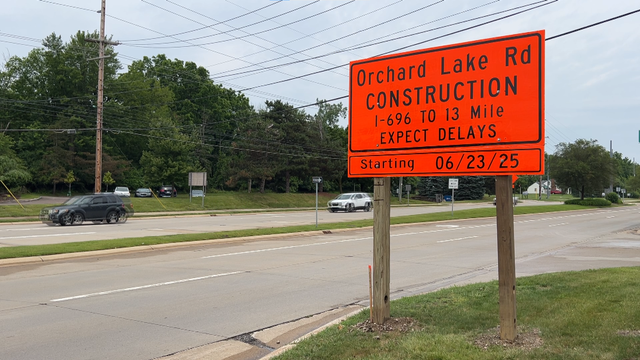 Orchard Lake Rd
CONSTRUCTION
I-696 TO 13 Mile
EXPECT DELAYS
Starting 06/23/25